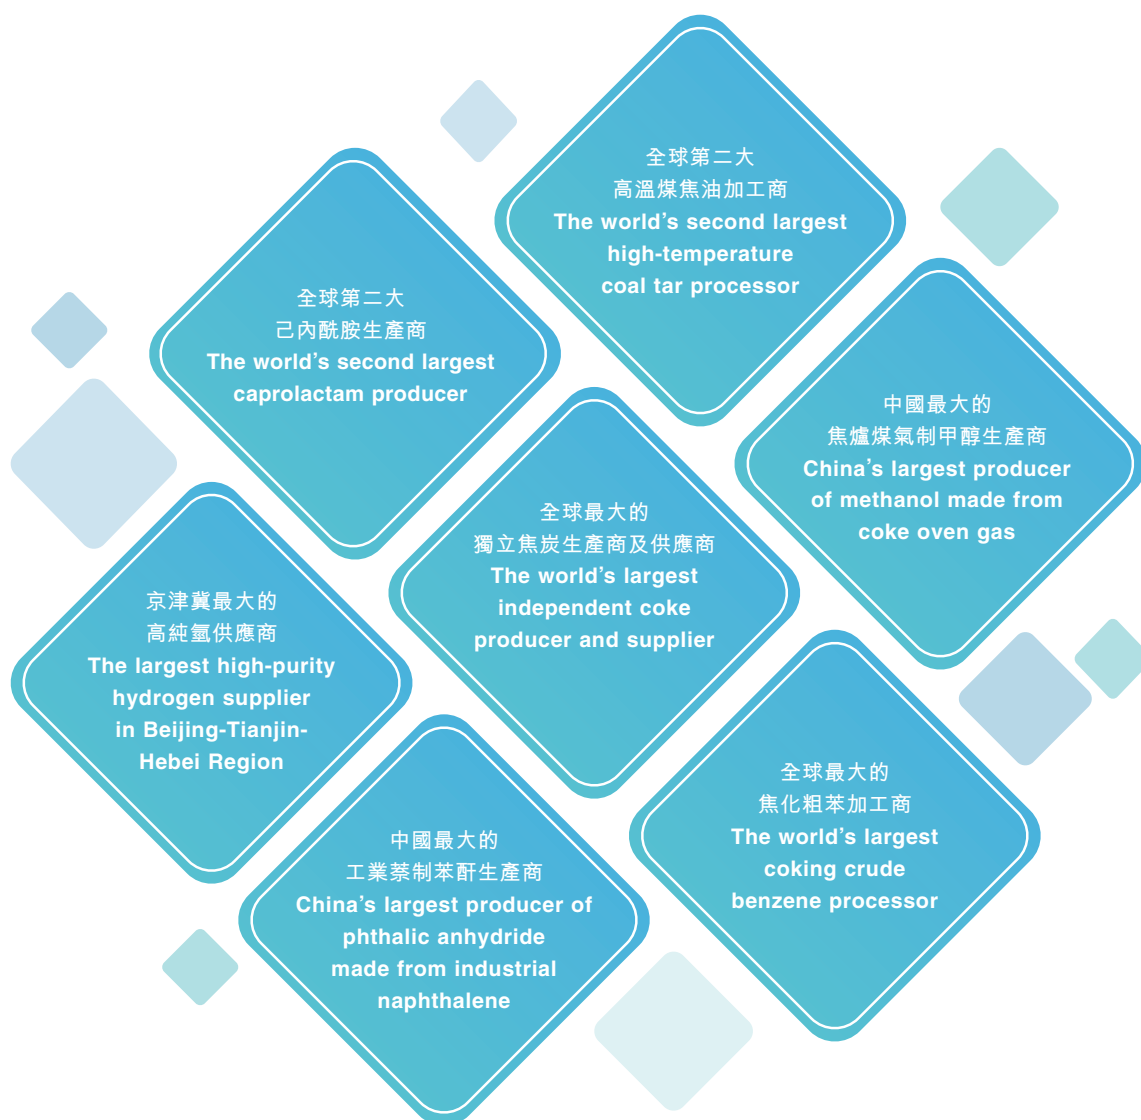 全球第二大
高溫煤焦油加工商
The world's second largest
high-temperature
coal tar processor
全球第二大
己內酰胺生產商
The world's second largest
caprolactam producer
中國最大的
焦爐煤氣制甲醇生產商
China's largest producer
of methanol made from
coke oven gas
全球最大的
獨立焦炭生產商及供應商
The world's largest
independent coke
producer and supplier
京津冀最大的
高純氫供應商
The largest high-purity
hydrogen supplier
in Beijing-Tianjin-
Hebei Region
全球最大的
焦化粗苯加工商
The world's largest
coking crude
benzene processor
中國最大的
工業萘制苯酐生產商
China's largest producer of
phthalic anhydride
made from industrial
naphthalene